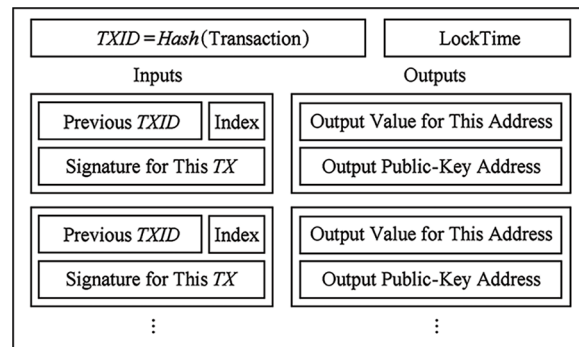 TXID=Hash(Transaction) LockTime
Inputs Outputs
Previous TXID Index Output Value for This Address
Signature for This TX Output Public-Key Address
Previous TXID Index Output Value for This Address
Signature for This TX Output Public-Key Address
⋮ ⋮